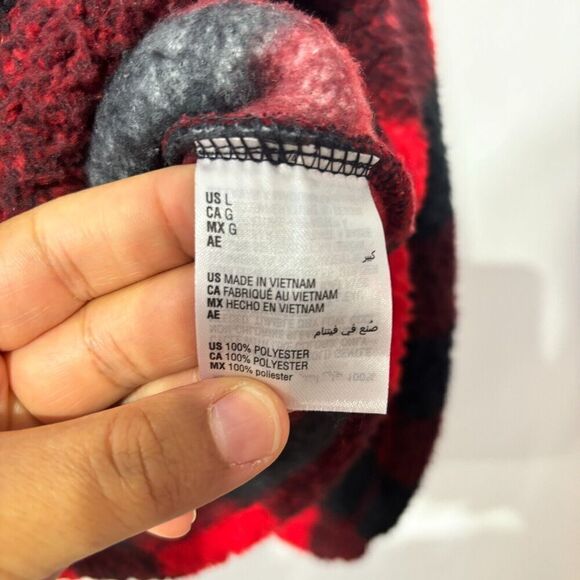 US L
CA G
MX G
AE
كبير
US MADE IN VIETNAM
CA FABRIQUÉ AU VIETNAM
MX HECHO EN VIETNAM
AE
صُنع في فيتنام
US 100% POLYESTER
CA 100% POLYESTER
MX 100% poliester